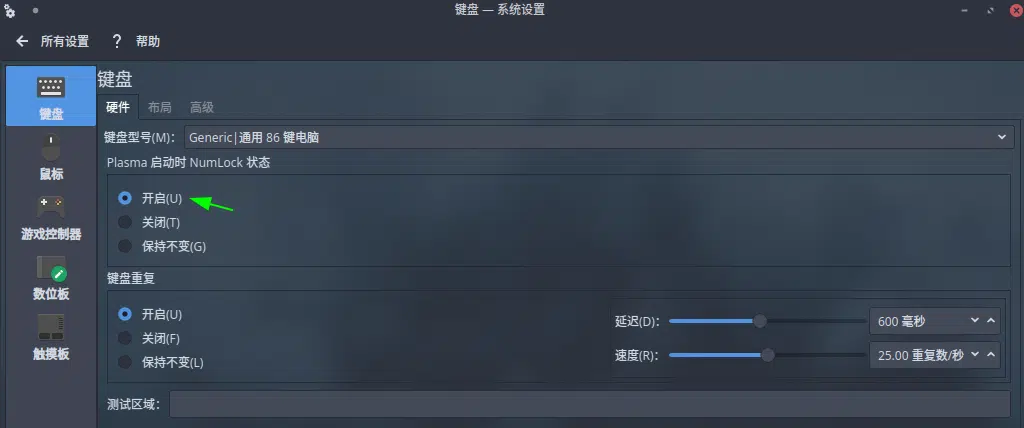 键盘 — 系统设置
所有设置 ? 帮助
键盘
鼠标
游戏控制器
数位板
触摸板
键盘
硬件 布局 高级
键盘型号(M)： Generic|通用 86 键电脑
Plasma 启动时 NumLock 状态
开启(U)
关闭(T)
保持不变(G)
键盘重复
开启(U)
关闭(F)
保持不变(L)
延迟(D)： 600 毫秒
速度(R)： 25.00 重复数/秒
测试区域：